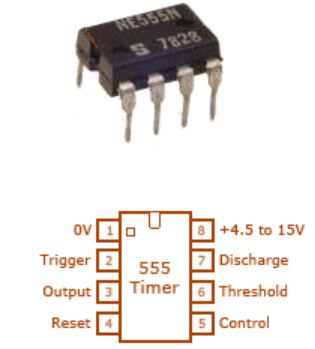 NE555N
S 7828
0V 1 8 +4.5 to 15V
Trigger 2 7 Discharge
555
Output 3 Timer 6 Threshold
Reset 4 5 Control